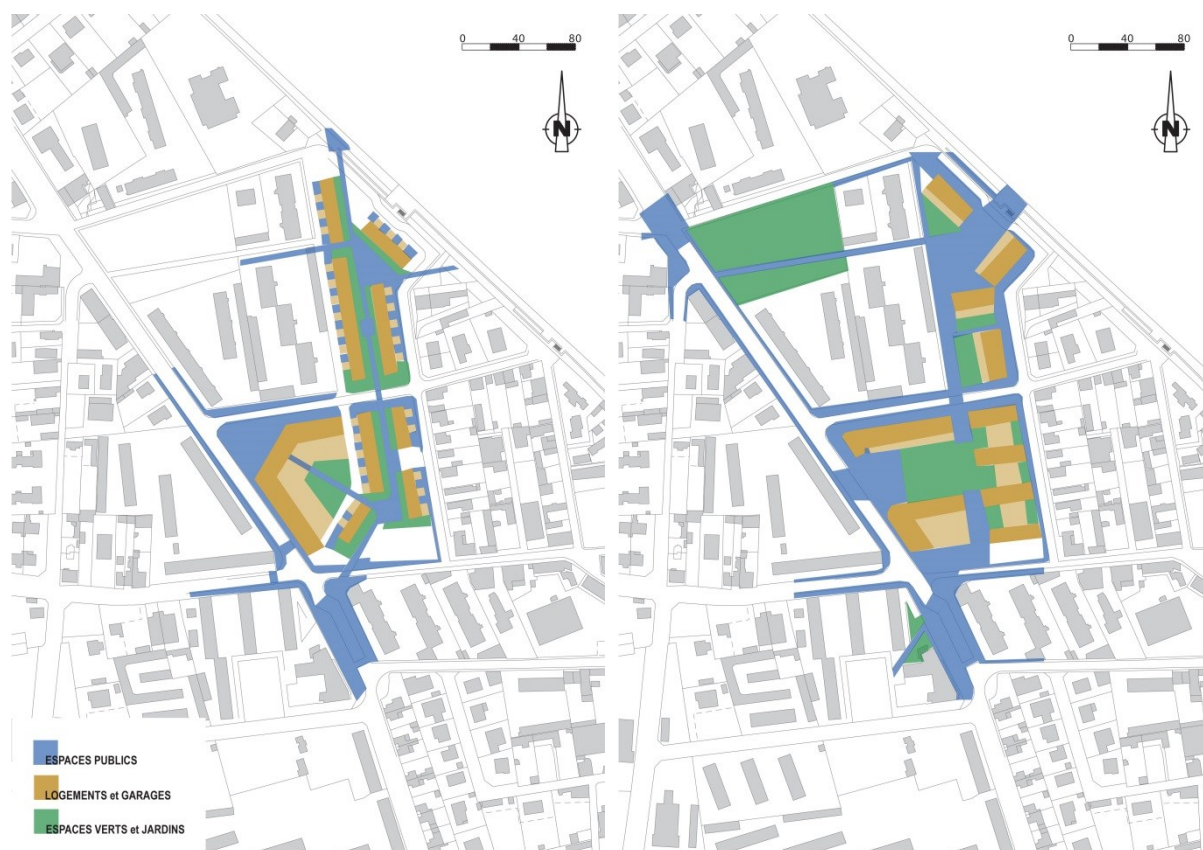 0 40 80
N
0 40 80
N
ESPACES PUBLICS
LOGEMENTS et GARAGES
ESPACES VERTS et JARDINS